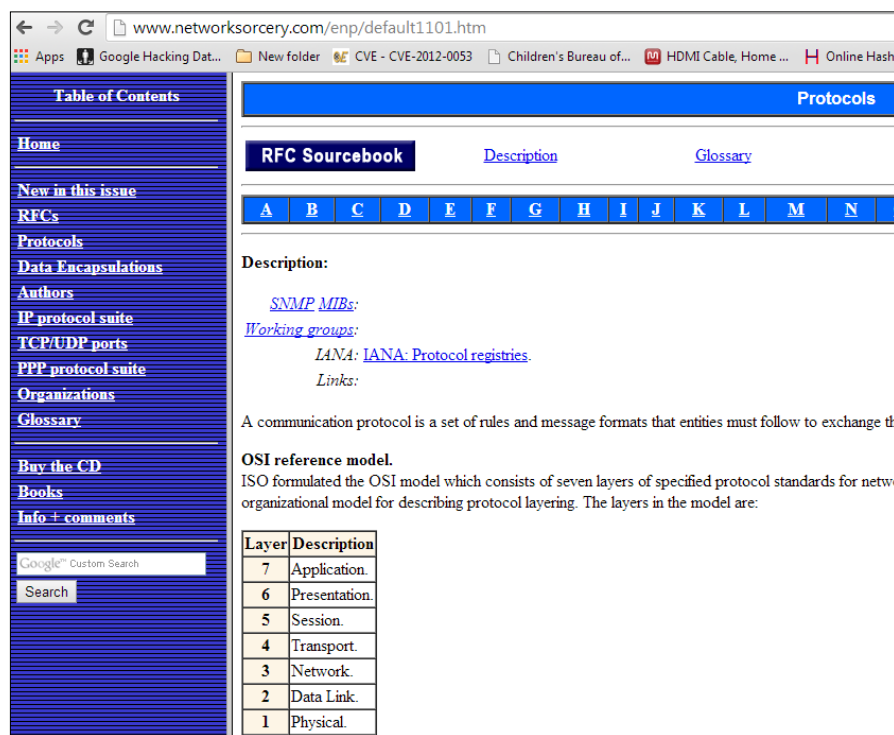 www.networksorcery.com/enp/default1101.htm
Apps Google Hacking Dat... New folder CVE - CVE-2012-0053 Children's Bureau of... HDMI Cable, Home ... Online Hash
Table of Contents
Home
New in this issue
RFCs
Protocols
Data Encapsulations
Authors
IP protocol suite
TCP/UDP ports
PPP protocol suite
Organizations
Glossary
Buy the CD
Books
Info + comments
Google™ Custom Search
Search
Protocols
RFC Sourcebook Description Glossary
A B C D E F G H I J K L M N
Description:
SNMP MIBs:
Working groups:
IANA: IANA: Protocol registries.
Links:
A communication protocol is a set of rules and message formats that entities must follow to exchange th
OSI reference model.
ISO formulated the OSI model which consists of seven layers of specified protocol standards for netw
organizational model for describing protocol layering. The layers in the model are:
Layer Description
7 Application.
6 Presentation.
5 Session.
4 Transport.
3 Network.
2 Data Link.
1 Physical.